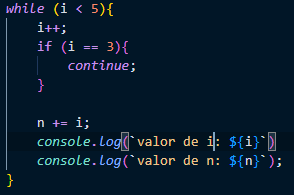 while (i < 5){
    i++;
    if (i == 3){
        continue;
    }
    n += i;
    console.log(`valor de i: ${i}`)
    console.log(`valor de n: ${n}`);
}